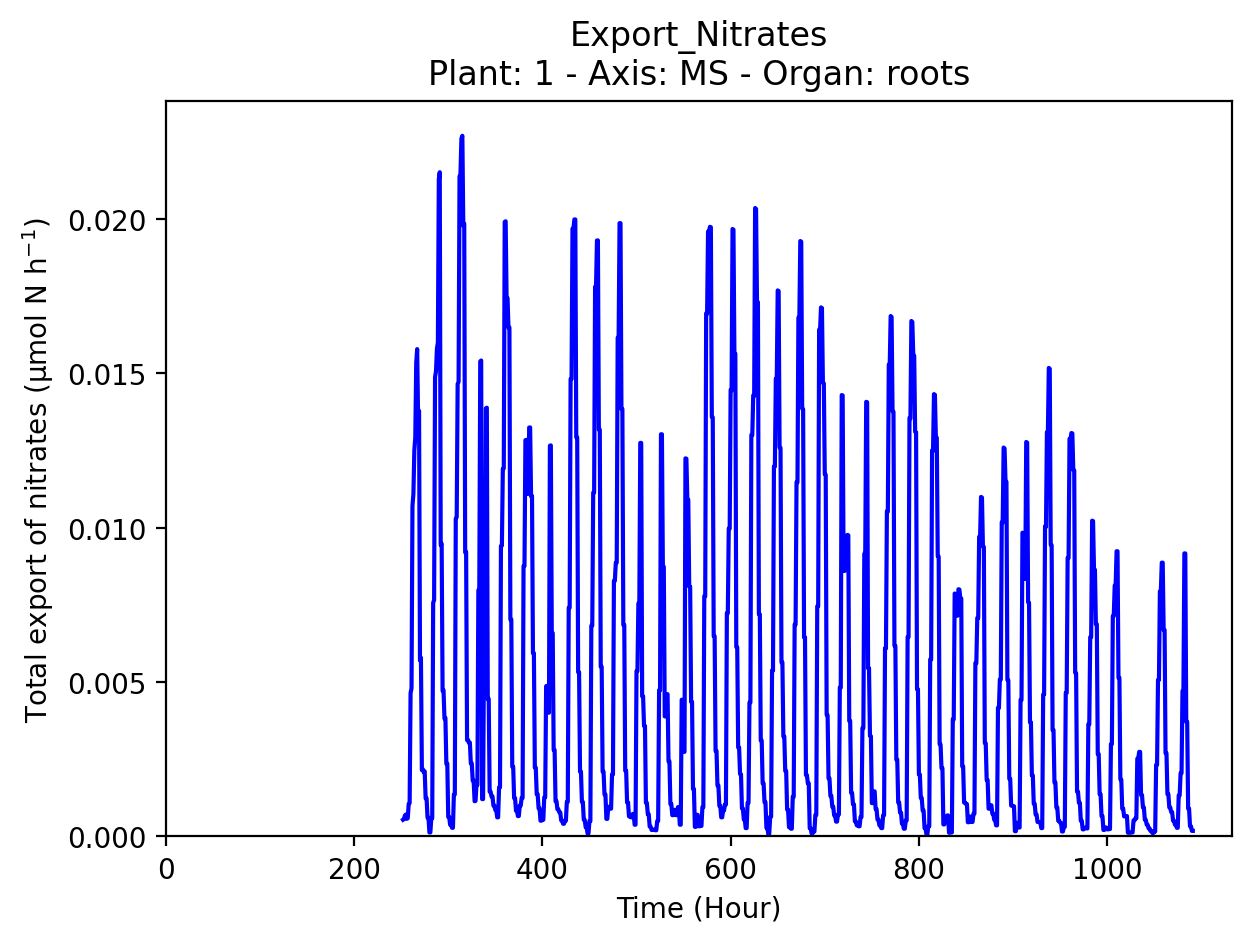 Export_Nitrates
Plant: 1 - Axis: MS - Organ: roots
Total export of nitrates (µmol N h⁻¹)
0.020
0.015
0.010
0.005
0.000
0 200 400 600 800 1000
Time (Hour)